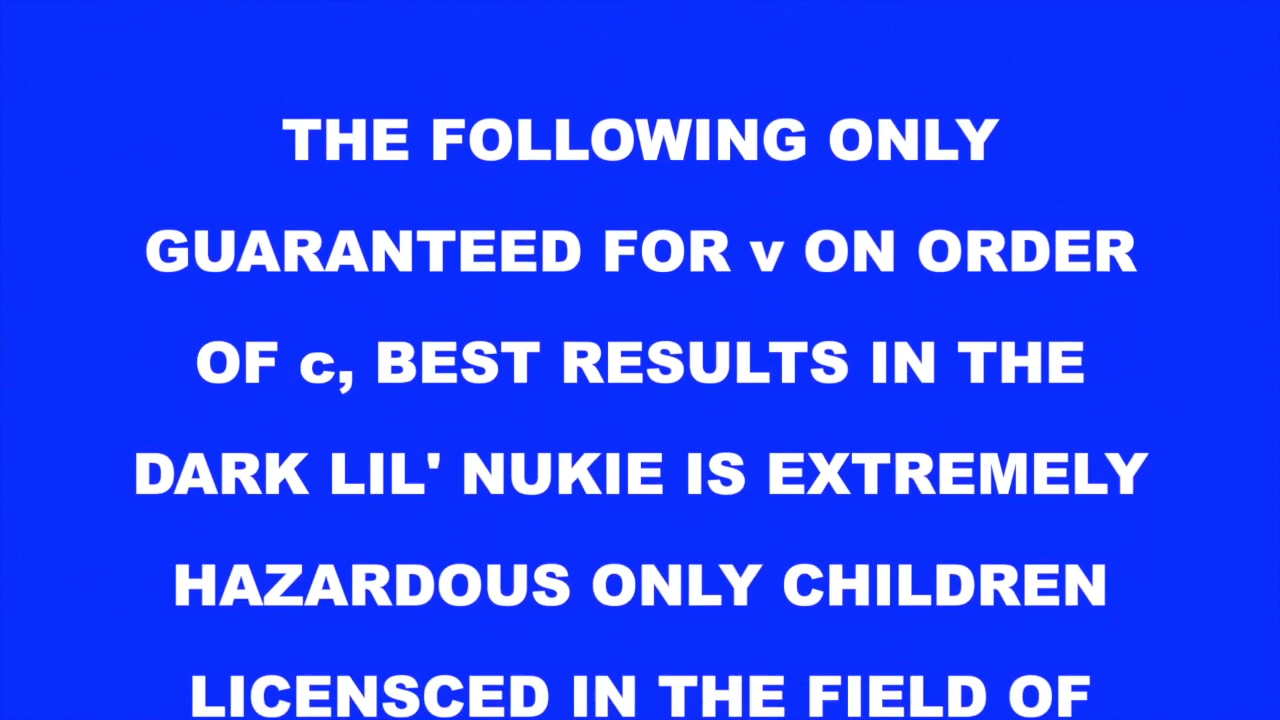 THE FOLLOWING ONLY
GUARANTEED FOR v ON ORDER
OF c, BEST RESULTS IN THE
DARK LIL' NUKIE IS EXTREMELY
HAZARDOUS ONLY CHILDREN
LICENSCED IN THE FIELD OF